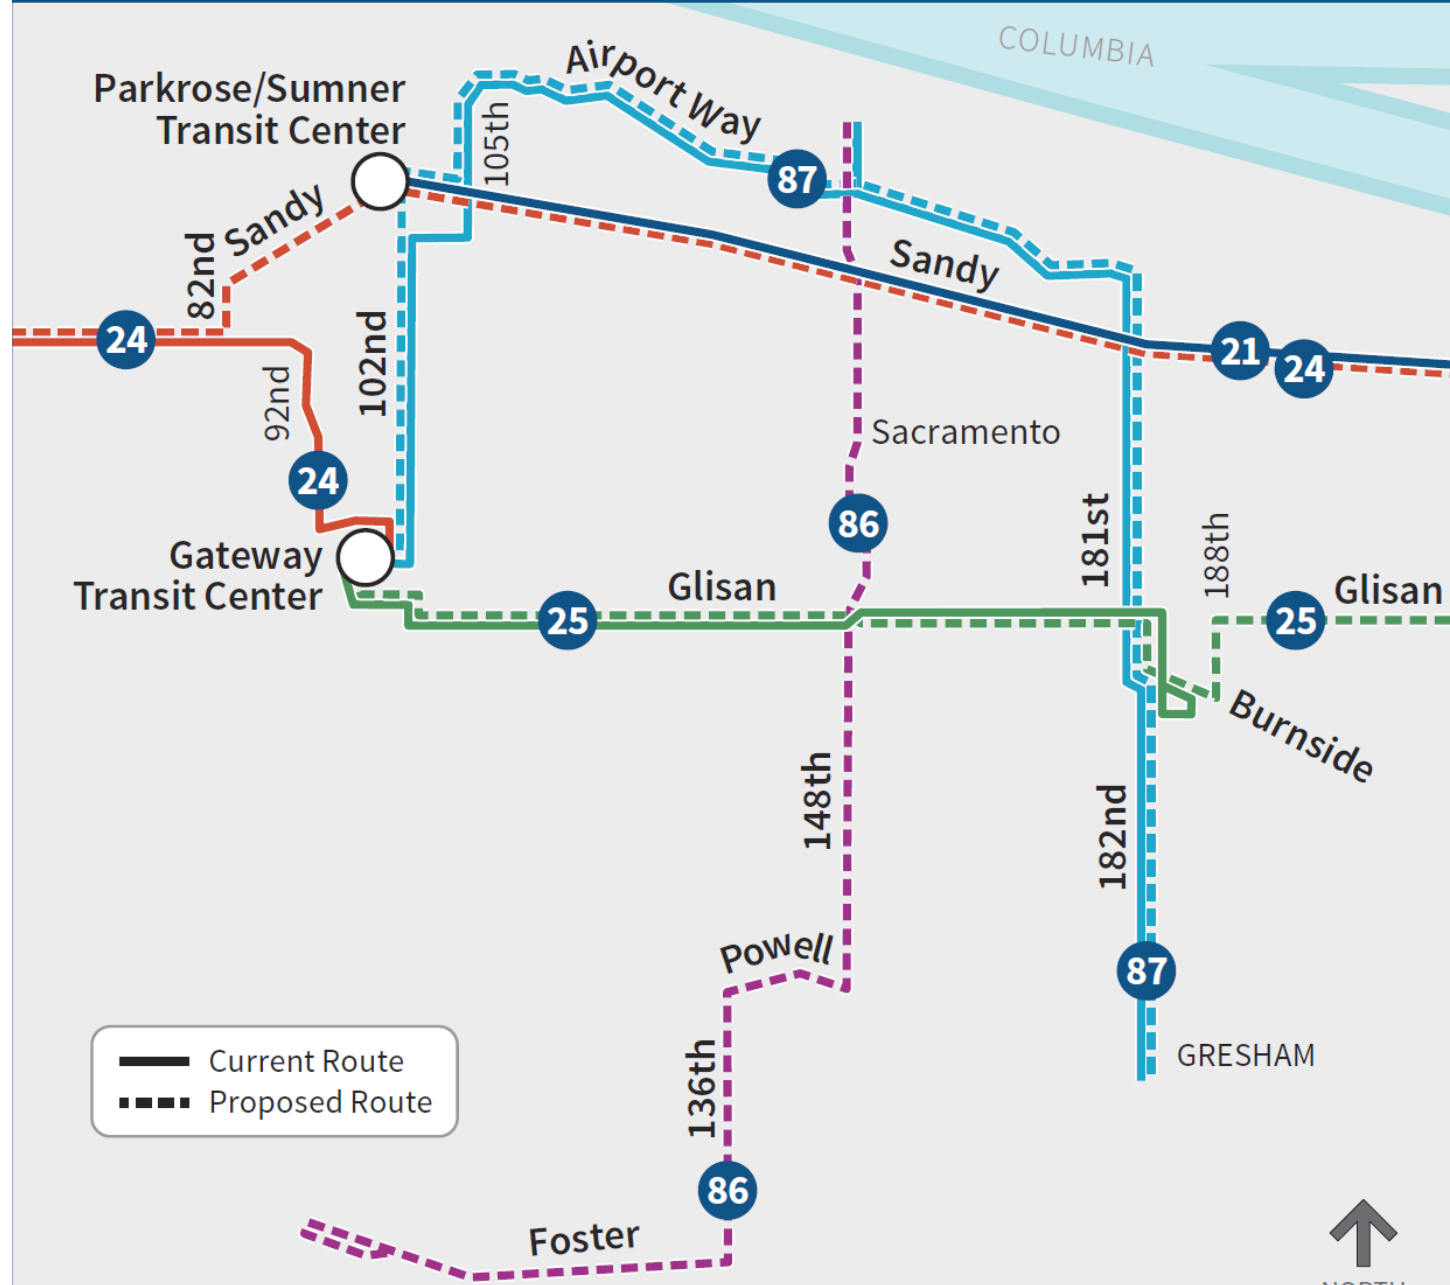 COLUMBIA
Airport Way
Parkrose/Sumner
Transit Center
105th
87
Sandy
82nd
Sandy
24
102nd
21
24
92nd
Sacramento
24
86
181st
188th
Gateway
Transit Center
Glisan
Glisan
25
25
Burnside
148th
182nd
Powell
87
Current Route
Proposed Route
GRESHAM
136th
86
Foster
NORTH